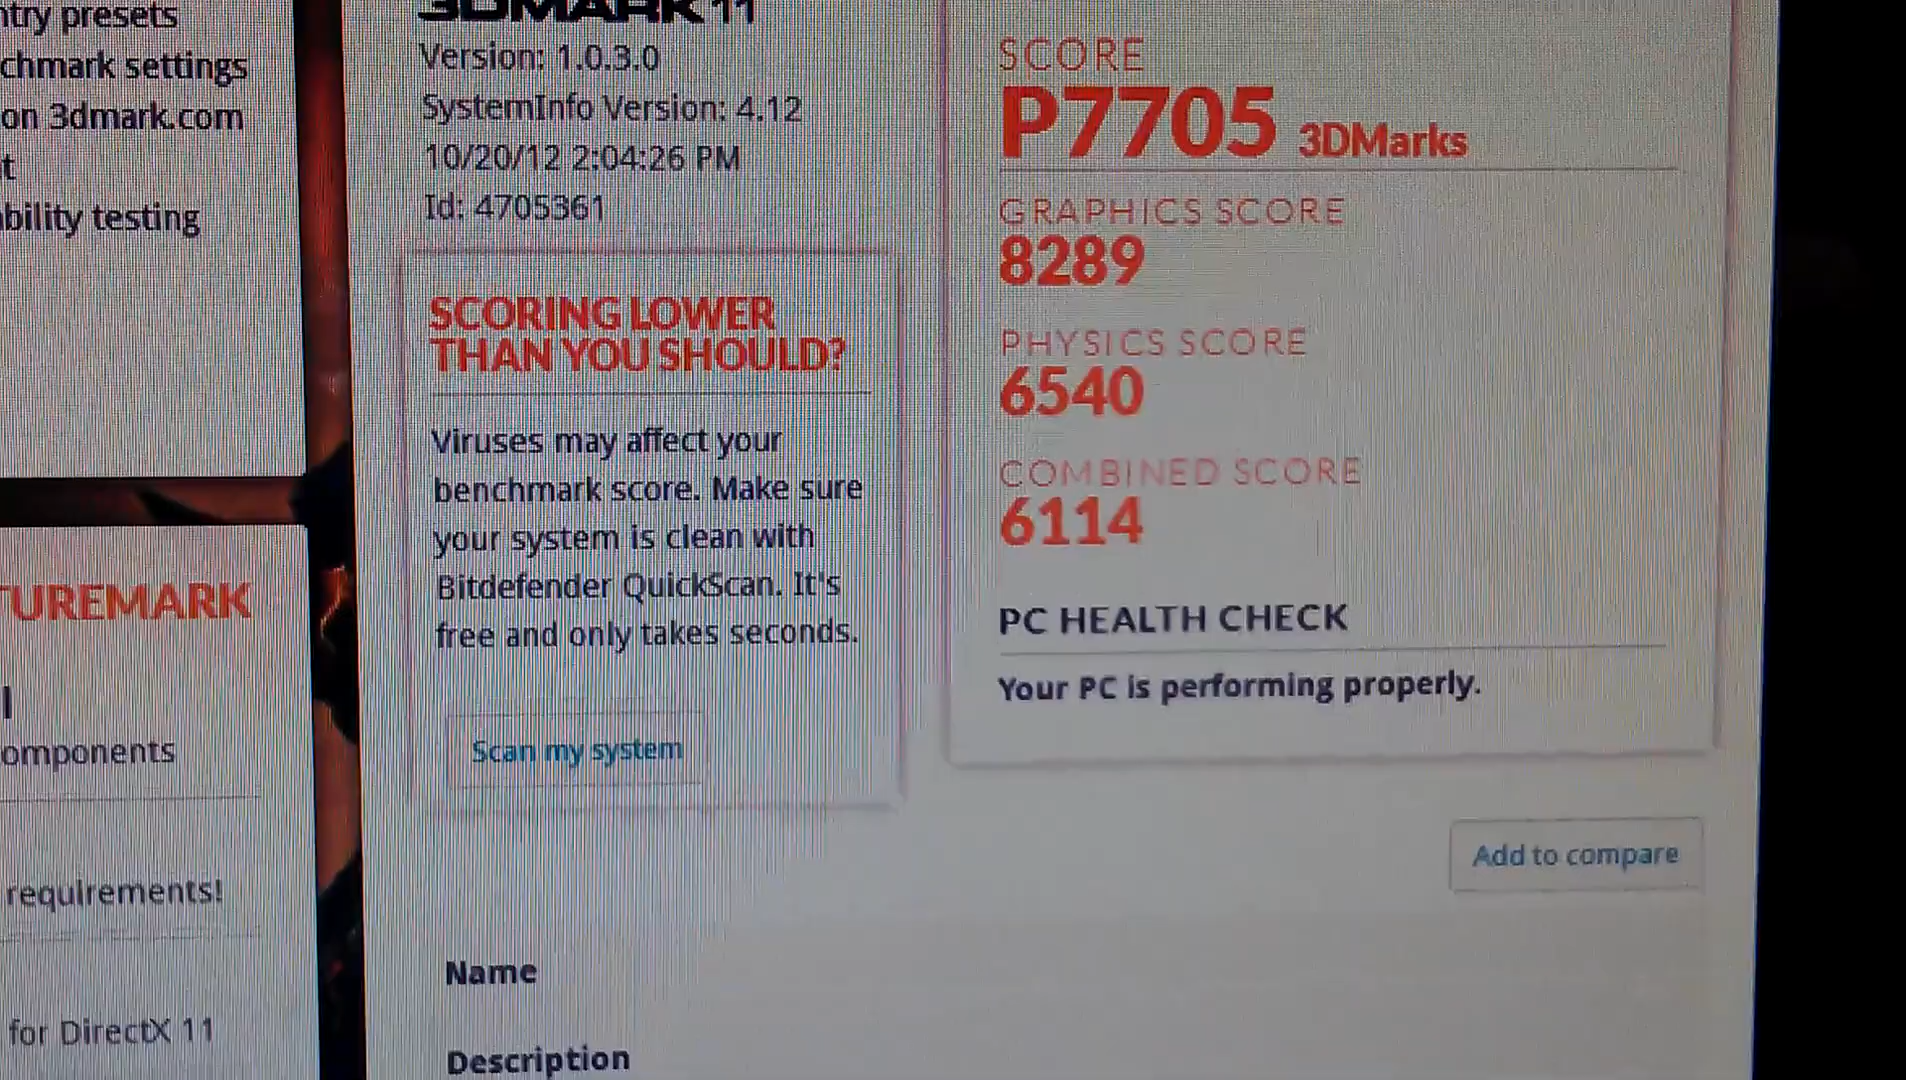 ntry presets
chmark settings
on 3dmark.com
t
bility testing
TUREMARK
l
omponents
requirements!
for DirectX 11
3DMARK 11
Version: 1.0.3.0
SystemInfo Version: 4.12
10/20/12 2:04:26 PM
Id: 4705361
SCORING LOWER
THAN YOU SHOULD?
Viruses may affect your
benchmark score. Make sure
your system is clean with
Bitdefender QuickScan. It's
free and only takes seconds.
Scan my system
SCORE
P7705 3DMarks
GRAPHICS SCORE
8289
PHYSICS SCORE
6540
COMBINED SCORE
6114
PC HEALTH CHECK
Your PC is performing properly.
Add to compare
Name
Description